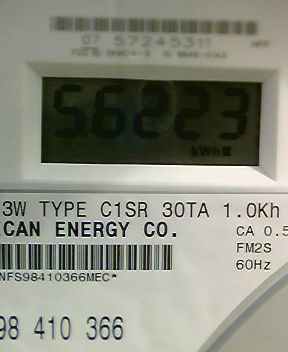 07 57245311
56223
kWh
3W TYPE C1SR 30TA 1.0Kh
ICAN ENERGY CO.
CA 0.5
FM2S
NFS98410366MEC*
60Hz
98 410 366